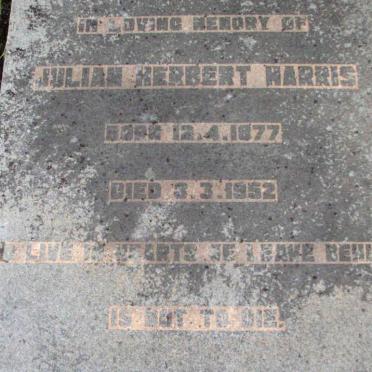 IN LOVING MEMORY OF
JULIAN HERBERT HARRIS
BORN 12.4.1877
DIED 3.3.1952
LIVE IN HEARTS WE LEAVE BEHI
IS NOT TO DIE.